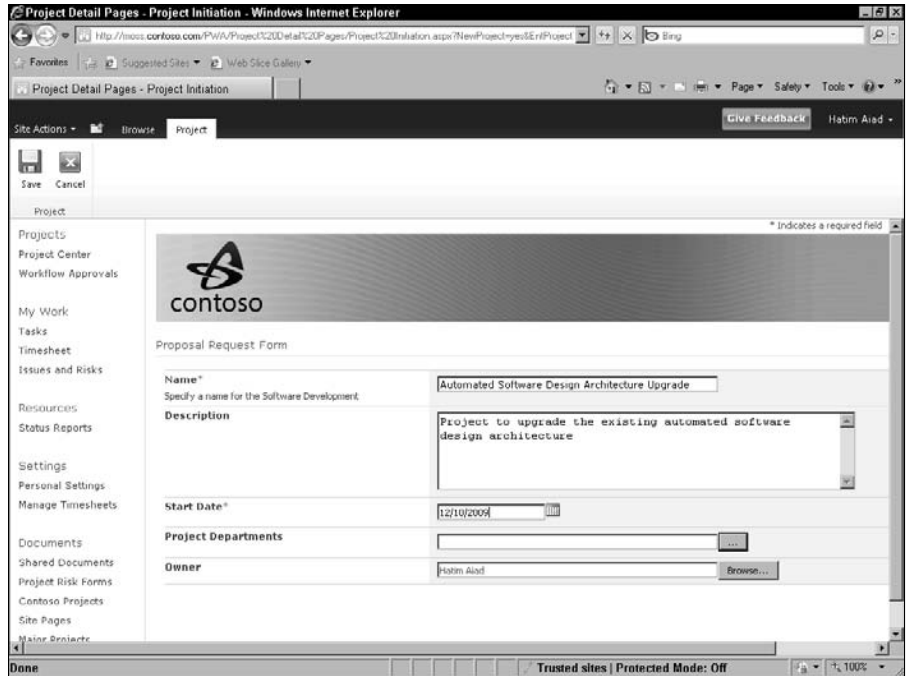 Project Detail Pages - Project Initiation - Windows Internet Explorer
http://moss.contoso.com/PWA/Project%20Detail%20Pages/Project%20Initiation.aspx?NewProject=yes&EntProject
Bing
Favorites Suggested Sites Web Slice Gallery
Project Detail Pages - Project Initiation
Page Safety Tools
Site Actions Browse Project Give Feedback Hatim Aiad
Save Cancel
Project
* Indicates a required field
Projects
Project Center
Workflow Approvals
My Work
Tasks
Timesheet
Issues and Risks
Resources
Status Reports
Settings
Personal Settings
Manage Timesheets
Documents
Shared Documents
Project Risk Forms
Contoso Projects
Site Pages
Major Projects
contoso
Proposal Request Form
Name*
Specify a name for the Software Development
Automated Software Design Architecture Upgrade
Description
Project to upgrade the existing automated software
design architecture
Start Date*
12/10/2009
Project Departments
...
Owner
Hatim Aiad
Browse...
Done Trusted sites | Protected Mode: Off 100%